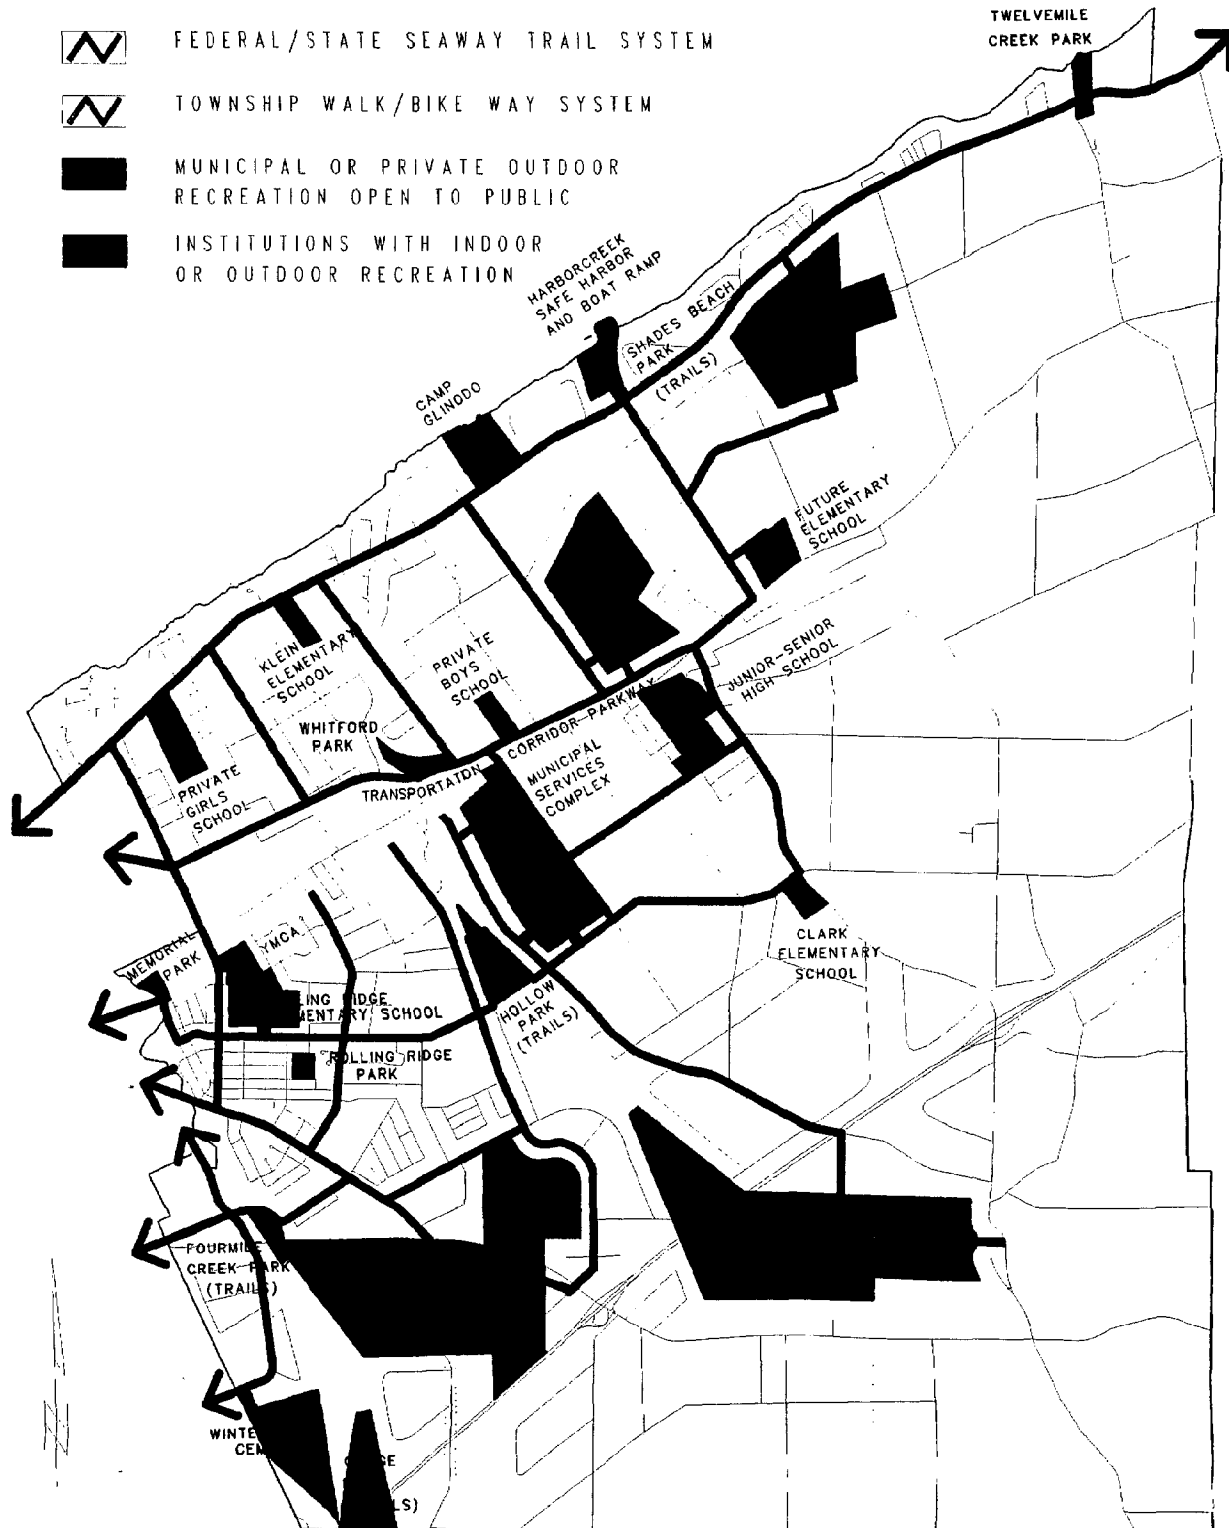 FEDERAL/STATE SEAWAY TRAIL SYSTEM
TOWNSHIP WALK/BIKE WAY SYSTEM
MUNICIPAL OR PRIVATE OUTDOOR
RECREATION OPEN TO PUBLIC
INSTITUTIONS WITH INDOOR
OR OUTDOOR RECREATION
TWELVEMILE
CREEK PARK
HARBORCREEK
SAFE HARBOR
AND BOAT RAMP
SHADES BEACH
PARK
(TRAILS)
CAMP
GLINODO
FUTURE
ELEMENTARY
SCHOOL
KLEIN
ELEMENTARY
SCHOOL
PRIVATE
BOYS
SCHOOL
JUNIOR-SENIOR
HIGH SCHOOL
WHITFORD
PARK
TRANSPORTATION CORRIDOR PARKWAY
MUNICIPAL
SERVICES
COMPLEX
PRIVATE
GIRLS
SCHOOL
CLARK
ELEMENTARY
SCHOOL
MEMORIAL
PARK
YMCA
RIDGE
SCHOOL
HOLLOW
PARK
(TRAILS)
ROLLING RIDGE
PARK
FOURMILE
CREEK PARK
(TRAILS)